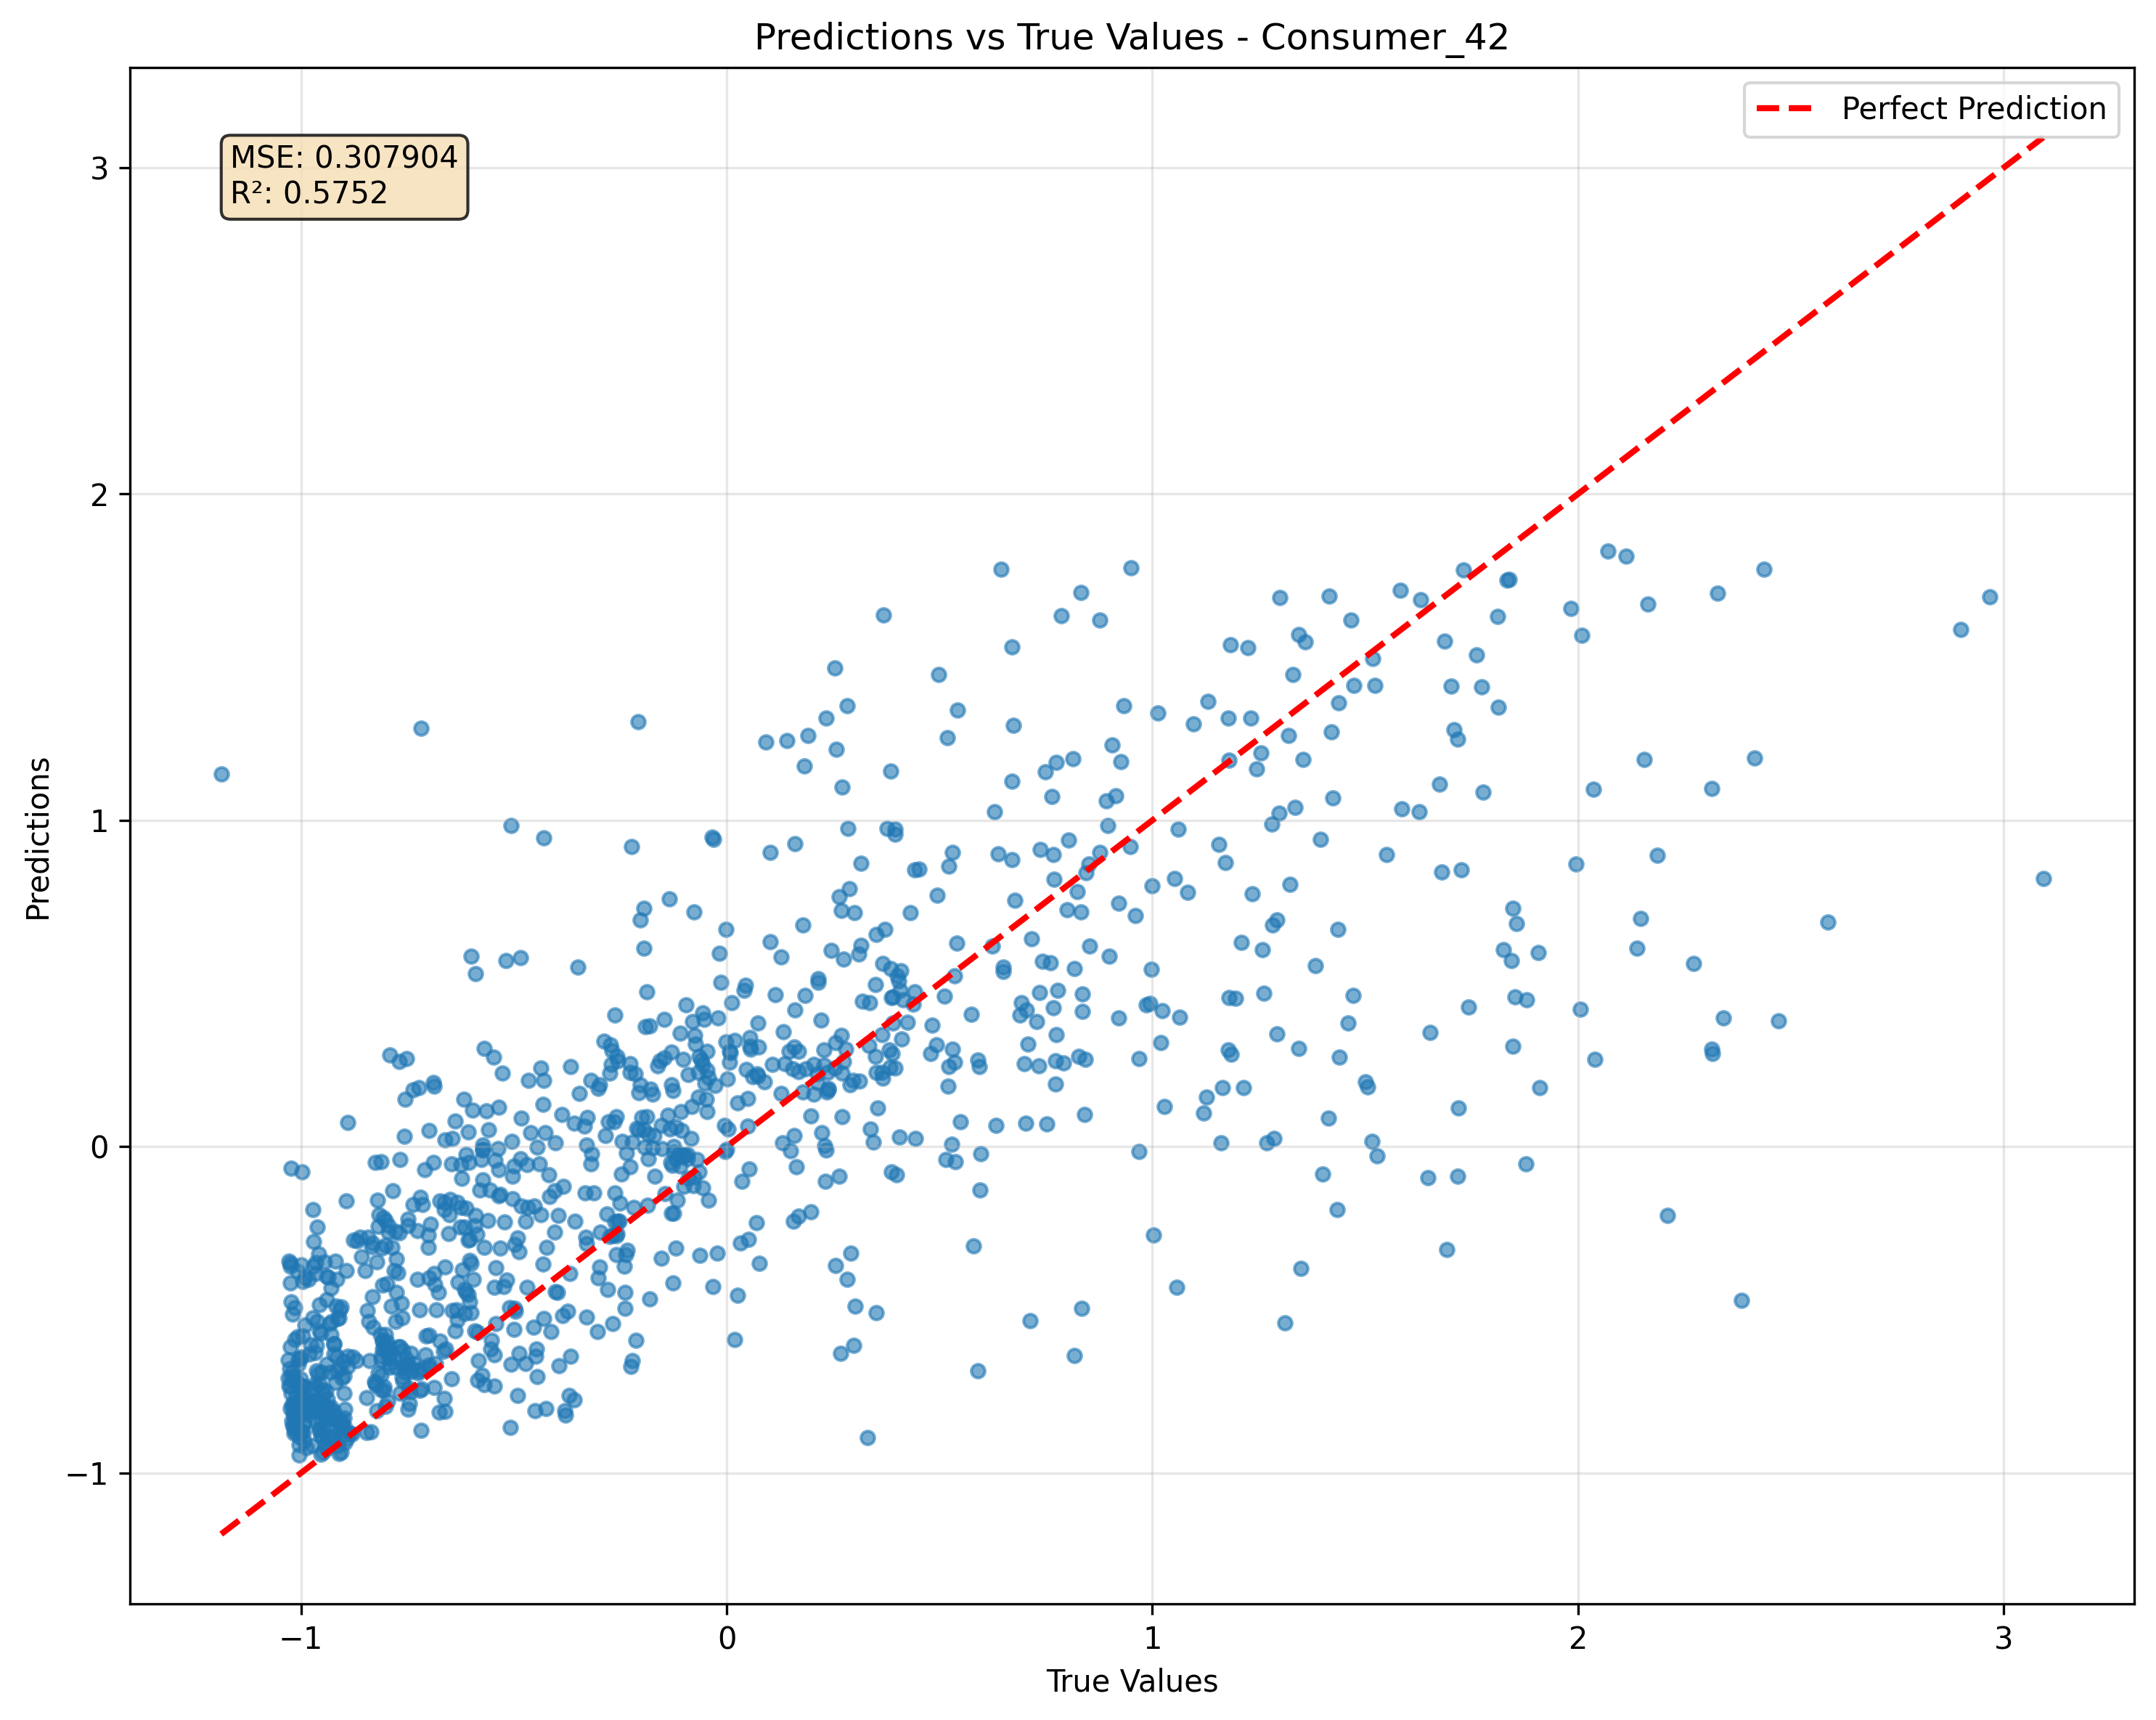 Predictions vs True Values - Consumer_42
Perfect Prediction
MSE: 0.307904
R²: 0.5752
3
2
1
0
−1
Predictions
−1 0 1 2 3
True Values